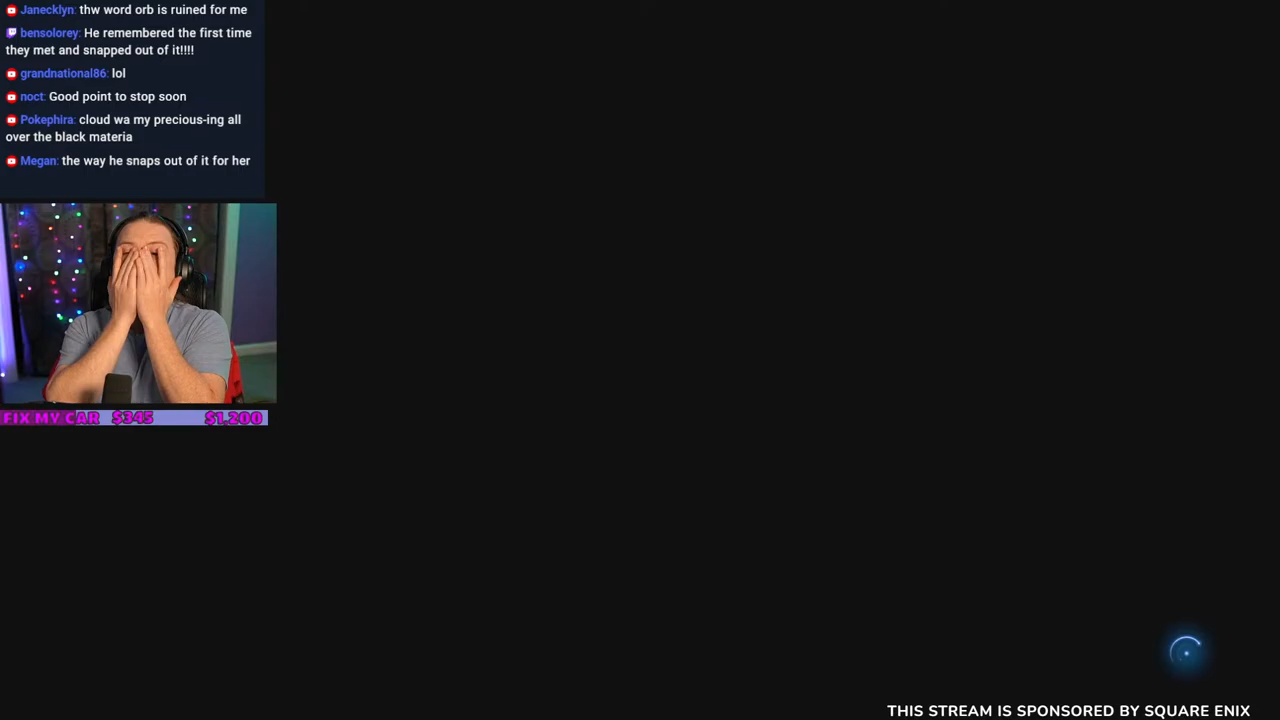 Janecklyn: thw word orb is ruined for me
bensolorey: He remembered the first time
they met and snapped out of it!!!!
grandnational86: lol
noct: Good point to stop soon
Pokephira: cloud wa my precious-ing all
over the black materia
Megan: the way he snaps out of it for her
FIX MY CAR $345 $1,200
THIS STREAM IS SPONSORED BY SQUARE ENIX